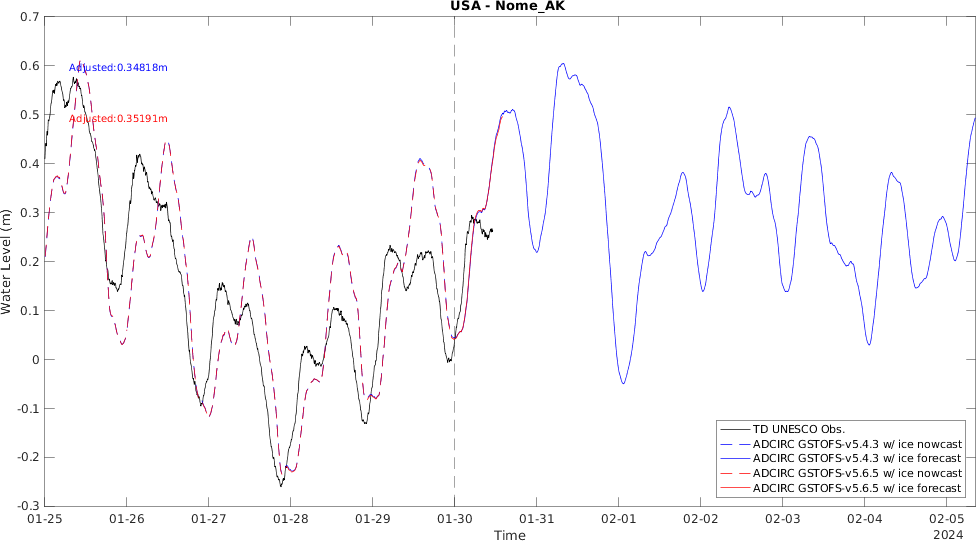 USA - Nome_AK
0.7
0.6
0.5
0.4
0.3
0.2
0.1
0
-0.1
-0.2
-0.3
Water Level (m)
Adjusted:0.34818m
Adjusted:0.35191m
TD UNESCO Obs.
ADCIRC GSTOFS-v5.4.3 w/ ice nowcast
ADCIRC GSTOFS-v5.4.3 w/ ice forecast
ADCIRC GSTOFS-v5.6.5 w/ ice nowcast
ADCIRC GSTOFS-v5.6.5 w/ ice forecast
01-25 01-26 01-27 01-28 01-29 01-30 01-31 02-01 02-02 02-03 02-04 02-05
Time
2024